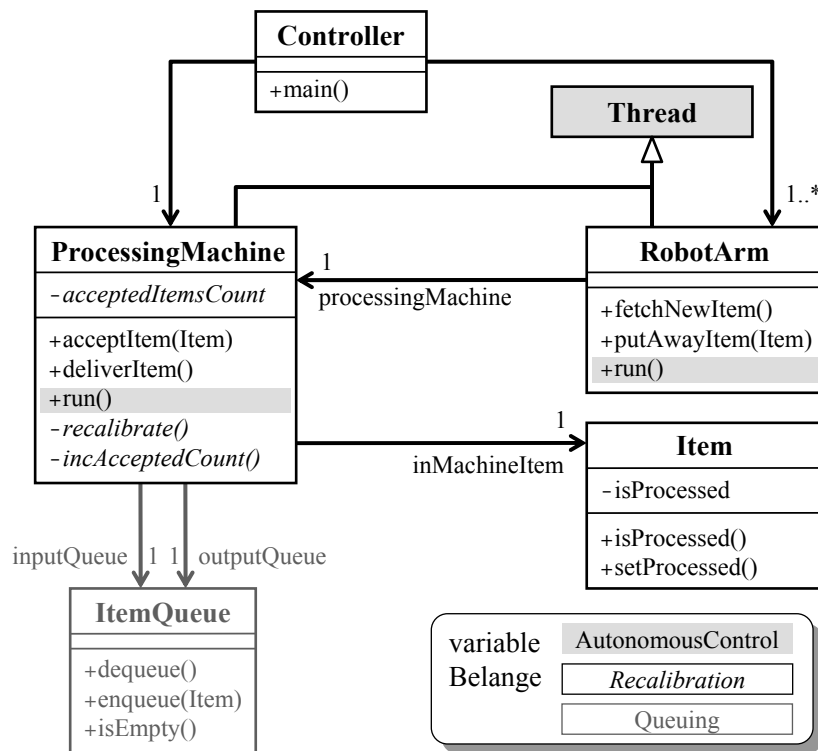 Controller
+main()
Thread
1
1..*
ProcessingMachine
-acceptedItemsCount
+acceptItem(Item)
+deliverItem()
+run()
-recalibrate()
-incAcceptedCount()
1
processingMachine
RobotArm
+fetchNewItem()
+putAwayItem(Item)
+run()
1
inMachineItem
Item
-isProcessed
+isProcessed()
+setProcessed()
inputQueue 1 1 outputQueue
ItemQueue
+dequeue()
+enqueue(Item)
+isEmpty()
variable
Belange
AutonomousControl
Recalibration
Queuing